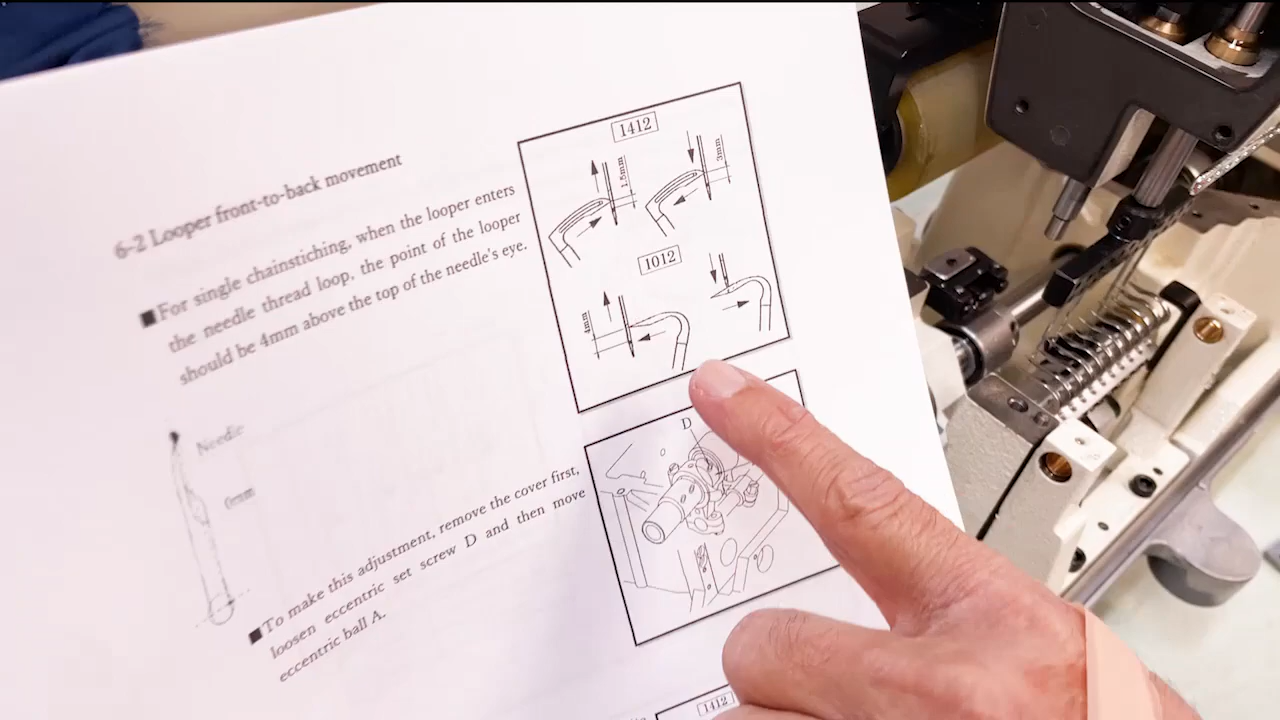 6-2 Looper front-to-back movement
■For single chainstiching, when the looper enters
the needle thread loop, the point of the looper
should be 4mm above the top of the needle's eye.
1412
1.5mm
3mm
1012
4mm
Needle
■To make this adjustment, remove the cover first,
loosen eccentric set screw D and then move
eccentric ball A.
D
1412